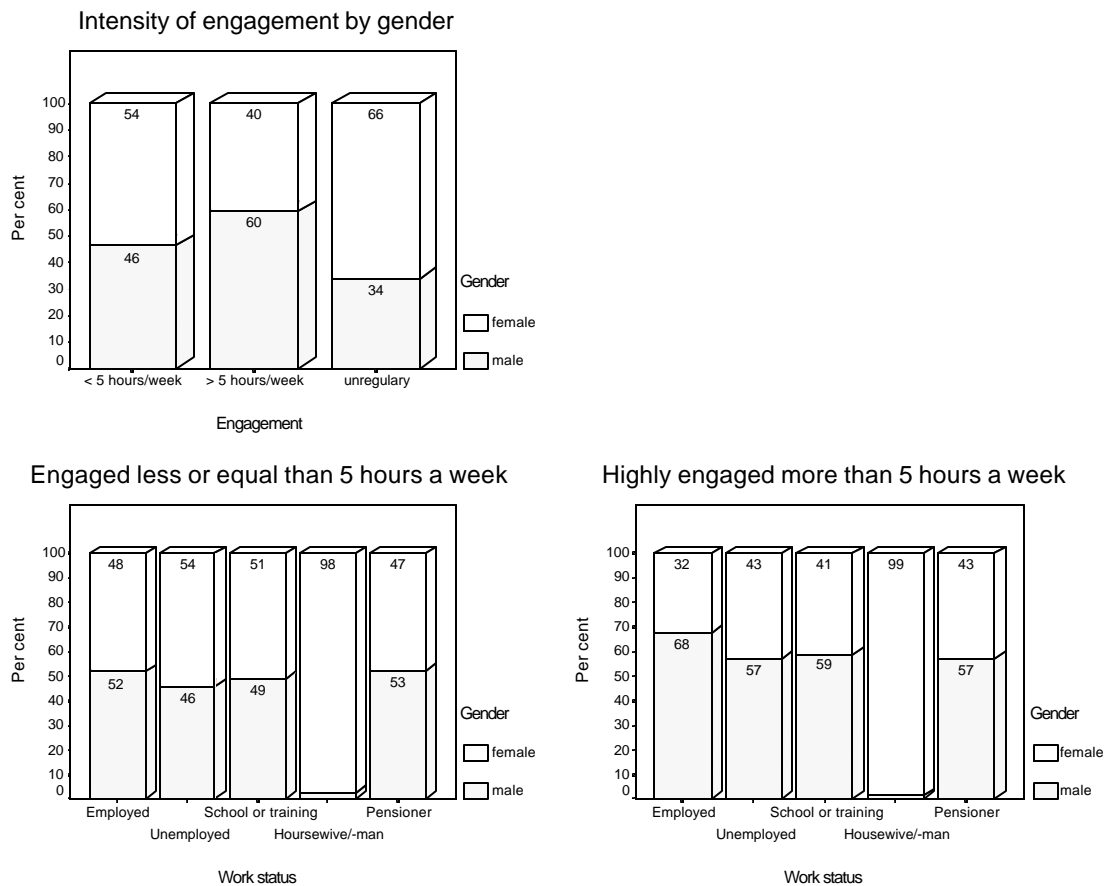 Intensity of engagement by gender
100
90
80
70
60
50
40
30
20
10
0
Per cent
54
40
66
46
60
34
< 5 hours/week
> 5 hours/week
unregulary
Engagement
Gender
female
male
Engaged less or equal than 5 hours a week
100
90
80
70
60
50
40
30
20
10
0
Per cent
48
54
51
98
47
52
46
49
53
Employed
School or training
Pensioner
Unemployed
Hoursewive/-man
Work status
Gender
female
male
Highly engaged more than 5 hours a week
100
90
80
70
60
50
40
30
20
10
0
Per cent
32
43
41
99
43
68
57
59
57
Employed
School or training
Pensioner
Unemployed
Housewive/-man
Work status
Gender
female
male